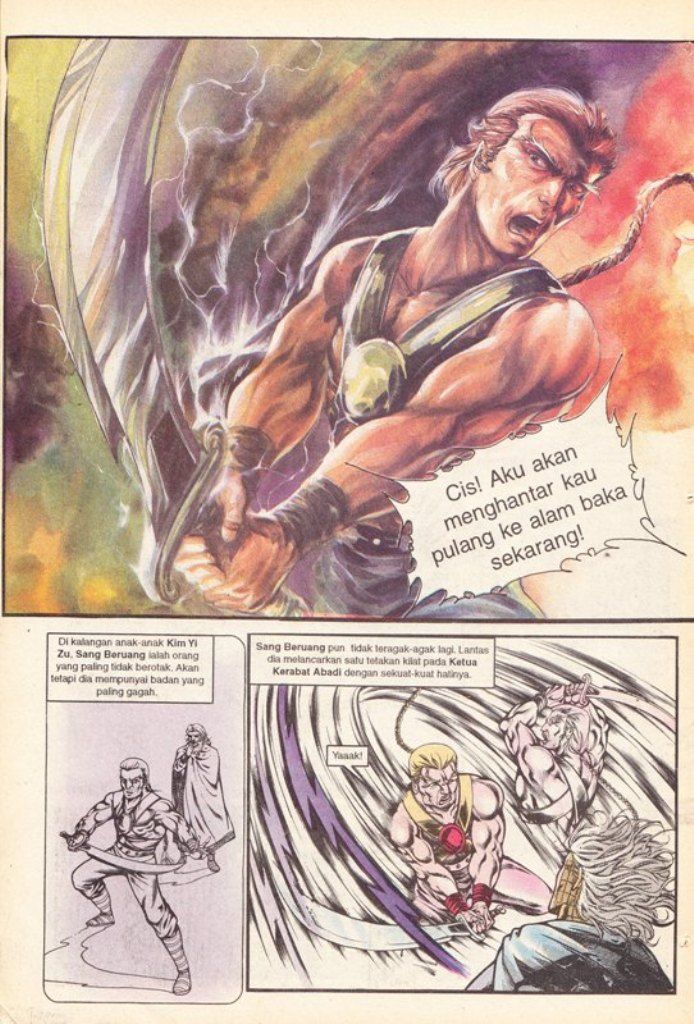 Cis! Aku akan
menghantar kau
pulang ke alam baka
sekarang!
Di kalangan anak-anak Kim Yi
Zu, Sang Beruang ialah orang
yang paling tidak berotak. Akan
tetapi dia mempunyai badan yang
paling gagah.
Sang Beruang pun tidak teragak-agak lagi. Lantas
dia melancarkan satu tetakan kilat pada Ketua
Kerabat Abadi dengan sekuat-kuat hatinya.
Yaaak!